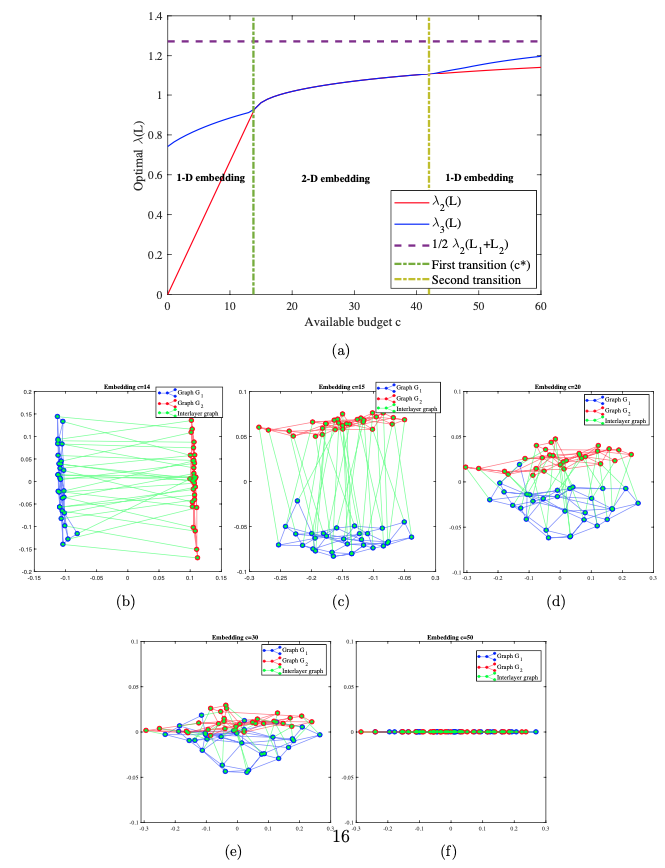 1.4
1.2
1
0.8
0.6
0.4
0.2
0
Optimal λ(L)
1-D embedding
2-D embedding
1-D embedding
λ₂(L)
λ₃(L)
1/2 λ₂(L₁+L₂)
First transition (c*)
Second transition
0 10 20 30 40 50 60
Available budget c
(a)
Embedding c=14
Graph G₁
Graph G₂
Interlayer graph
0.2
0.15
0.1
0.05
0
-0.05
-0.1
-0.15
-0.2
-0.15 -0.1 -0.05 0 0.05 0.1 0.15
(b)
Embedding c=15
Graph G₁
Graph G₂
Interlayer graph
0.1
0.05
0
-0.05
-0.1
-0.3 -0.25 -0.2 -0.15 -0.1 -0.05 0.3
(c)
Embedding c=20
Graph G₁
Graph G₂
Interlayer graph
0.1
0.05
0
-0.05
-0.1
-0.3 -0.2 -0.1 0 0.1 0.2 0.3
(d)
Embedding c=30
Graph G₁
Graph G₂
Interlayer graph
0.1
0.05
0
-0.05
-0.1
-0.3 -0.2 -0.1 0 0.1 0.2 0.3
(e)
Embedding c=50
Graph G₁
Graph G₂
Interlayer graph
0.1
0.05
0
-0.05
-0.1
-0.3 -0.2 -0.1 0 0.1 0.2 0.3
(f)
16